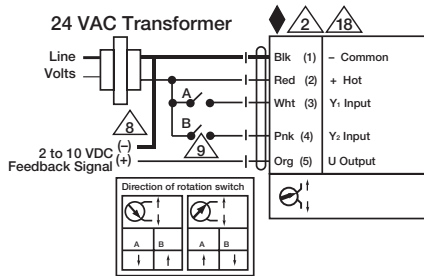 24 VAC Transformer
2
18
Line
Volts
Blk (1) – Common
Red (2) + Hot
A
Wht (3) Y1 Input
B
Pnk (4) Y2 Input
8
9
(–)
2 to 10 VDC
Feedback Signal
(+)
Org (5) U Output
Direction of rotation switch
A B A B